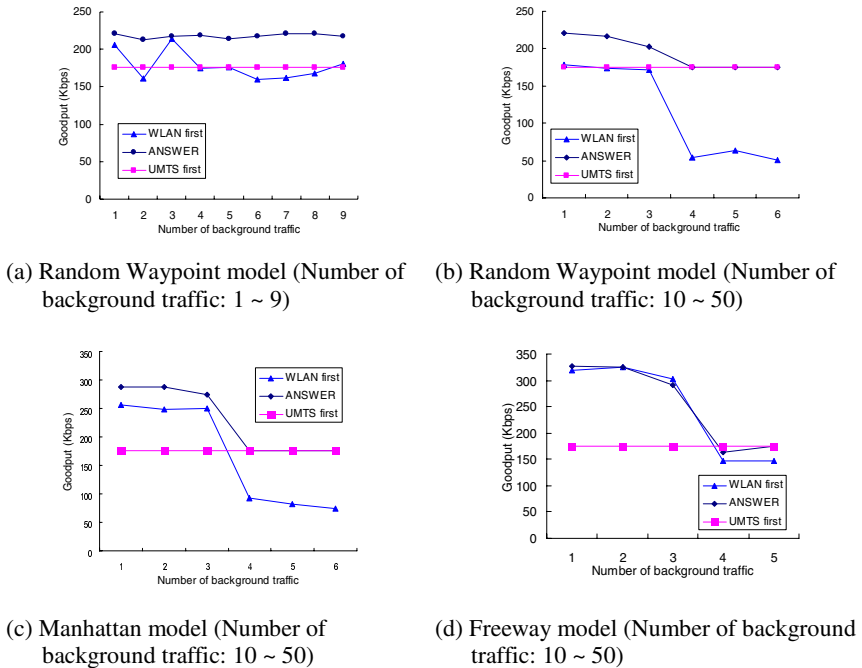 250
200
150
100
50
0
Goodput (Kbps)
WLAN first
ANSWER
UMTS first
1 2 3 4 5 6 7 8 9
Number of background traffic
(a) Random Waypoint model (Number of
background traffic: 1 ~ 9)
250
200
150
100
50
0
Goodput (Kbps)
WLAN first
ANSWER
UMTS first
1 2 3 4 5 6
Number of background traffic
(b) Random Waypoint model (Number of
background traffic: 10 ~ 50)
350
300
250
200
150
100
50
0
Goodput (Kbps)
WLAN first
ANSWER
UMTS first
1 2 3 4 5 6
Number of background traffic
(c) Manhattan model (Number of
background traffic: 10 ~ 50)
350
300
250
200
150
100
50
0
Goodput (Kbps)
WLAN first
ANSWER
UMTS first
1 2 3 4 5
Number of background traffic
(d) Freeway model (Number of background
traffic: 10 ~ 50)